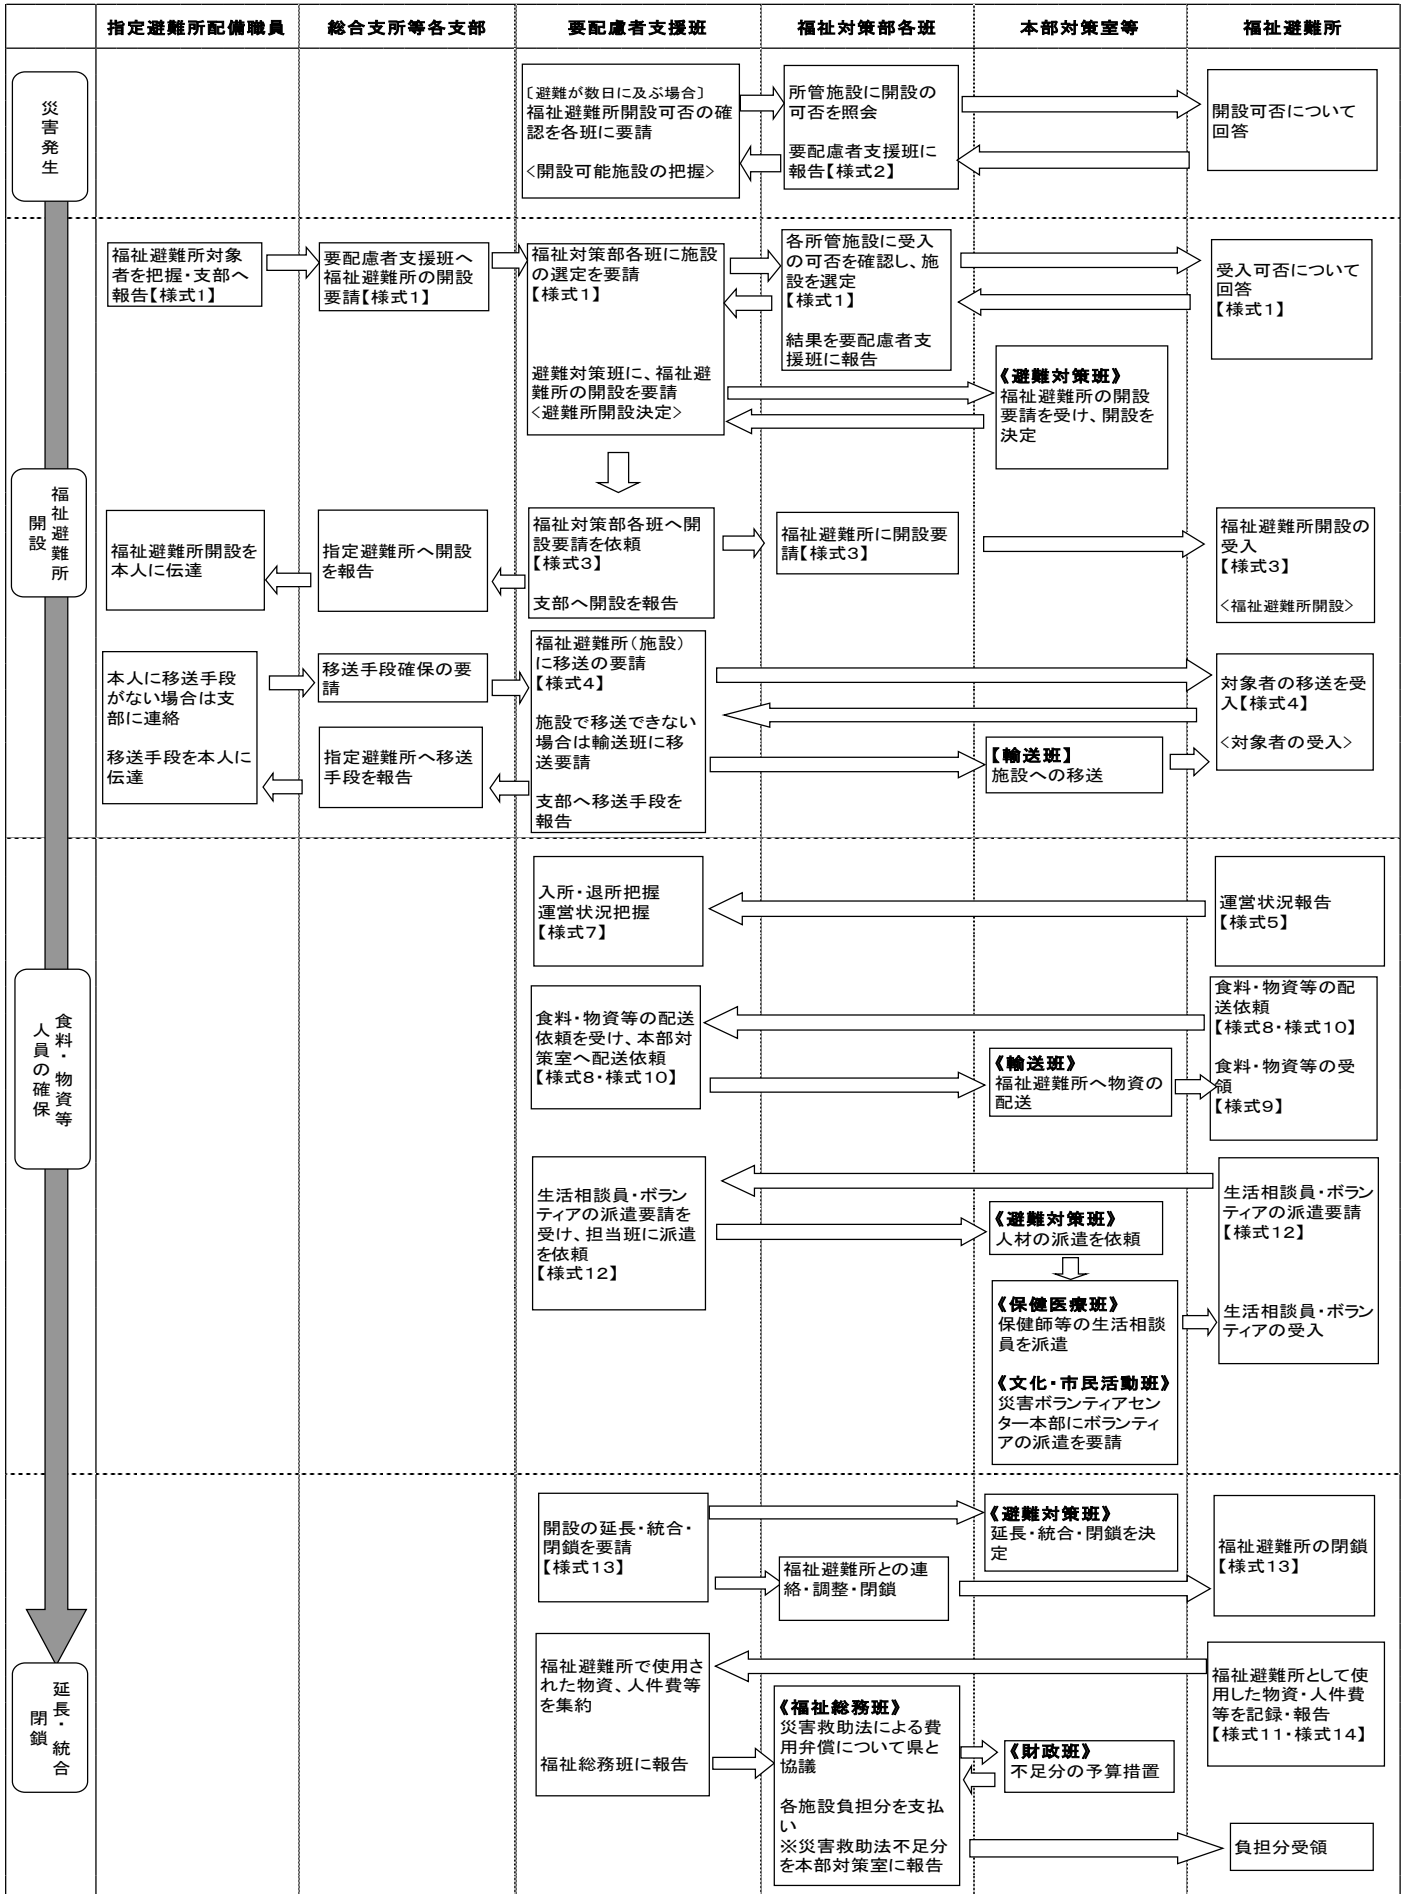 指定避難所配備職員
総合支所等各支部
要配慮者支援班
福祉対策部各班
本部対策室等
福祉避難所
災害発生
〔避難が数日に及ぶ場合〕
福祉避難所開設可否の確
認を各班に要請
<開設可能施設の把握>
所管施設に開設の
可否を照会
要配慮者支援班に
報告【様式2】
開設可否について
回答
福祉避難所
開設
福祉避難所対象
者を把握・支部へ
報告【様式1】
要配慮者支援班へ
福祉避難所の開設
要請【様式1】
福祉対策部各班に施設
の選定を要請
【様式1】
避難対策班に、福祉避
難所の開設を要請
<避難所開設決定>
各所管施設に受入
の可否を確認し、施
設を選定
【様式1】
結果を要配慮者支
援班に報告
《避難対策班》
福祉避難所の開設
要請を受け、開設を
決定
受入可否について
回答
【様式1】
福祉避難所開設を
本人に伝達
指定避難所へ開設
を報告
福祉対策部各班へ開
設要請を依頼
【様式3】
支部へ開設を報告
福祉避難所に開設要
請【様式3】
福祉避難所開設の
受入
【様式3】
<福祉避難所開設>
本人に移送手段
がない場合は支
部に連絡
移送手段を本人に
伝達
移送手段確保の要
請
指定避難所へ移送
手段を報告
福祉避難所(施設)
に移送の要請
【様式4】
施設で移送できない
場合は輸送班に移
送要請
支部へ移送手段を
報告
【輸送班】
施設への移送
対象者の移送を受
入【様式4】
<対象者の受入>
食料・物資等
人員の確保
入所・退所把握
運営状況把握
【様式7】
運営状況報告
【様式5】
食料・物資等の配送
依頼を受け、本部対
策室へ配送依頼
【様式8・様式10】
《輸送班》
福祉避難所へ物資の
配送
食料・物資等の配
送依頼
【様式8・様式10】
食料・物資等の受
領
【様式9】
生活相談員・ボラン
ティアの派遣要請を
受け、担当班に派遣
を依頼
【様式12】
《避難対策班》
人材の派遣を依頼
《保健医療班》
保健師等の生活相談
員を派遣
《文化・市民活動班》
災害ボランティアセン
ター本部にボランティ
アの派遣を要請
生活相談員・ボラン
ティアの派遣要請
【様式12】
生活相談員・ボラン
ティアの受入
延長・統合
閉鎖
開設の延長・統合・
閉鎖を要請
【様式13】
福祉避難所との連
絡・調整・閉鎖
《避難対策班》
延長・統合・閉鎖を決
定
福祉避難所の閉鎖
【様式13】
福祉避難所で使用さ
れた物資、人件費等
を集約
福祉総務班に報告
《福祉総務班》
災害救助法による費
用弁償について県と
協議
各施設負担分を支払
い
※災害救助法不足分
を本部対策室に報告
《財政班》
不足分の予算措置
福祉避難所として使
用した物資・人件費
等を記録・報告
【様式11・様式14】
負担分受領